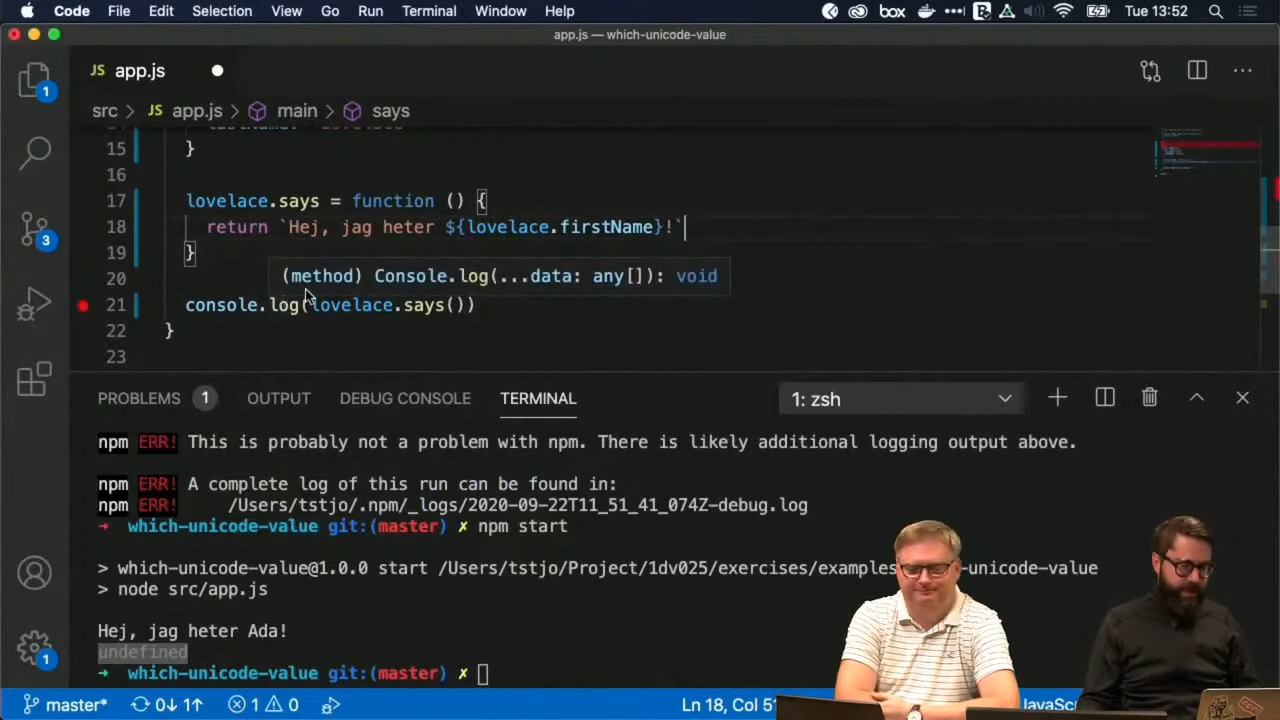 Code File Edit Selection View Go Run Terminal Window Help box Tue 13:52
app.js — which-unicode-value
JS app.js
src > JS app.js > main > says
15 }
16
17 lovelace.says = function () {
18 return `Hej, jag heter ${lovelace.firstName}!`
19 }
20
(method) Console.log(...data: any[]): void
21 console.log(lovelace.says())
22 }
23
1
3
1
PROBLEMS 1 OUTPUT DEBUG CONSOLE TERMINAL 1: zsh
npm ERR! This is probably not a problem with npm. There is likely additional logging output above.
npm ERR! A complete log of this run can be found in:
npm ERR! /Users/tstjo/.npm/_logs/2020-09-22T11_51_41_074Z-debug.log
➜ which-unicode-value git:(master) ✗ npm start
> which-unicode-value@1.0.0 start /Users/tstjo/Project/1dv025/exercises/examples -unicode-value
> node src/app.js
Hej, jag heter Ada!
undefined
➜ which-unicode-value git:(master) ✗
master* 0↓ 1↑ 1 0 Ln 18, Col 5 JavaSc